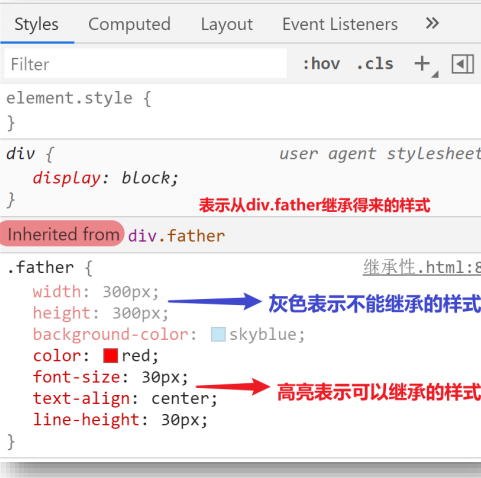 Styles Computed Layout Event Listeners »
Filter :hov .cls +
element.style {
}
div { user agent stylesheet
display: block;
}
表示从div.father继承得来的样式
Inherited from div.father
.father { 继承性.html:8
width: 300px;
height: 300px;
灰色表示不能继承的样式
background-color: skyblue;
color: red;
font-size: 30px;
高亮表示可以继承的样式
text-align: center;
line-height: 30px;
}